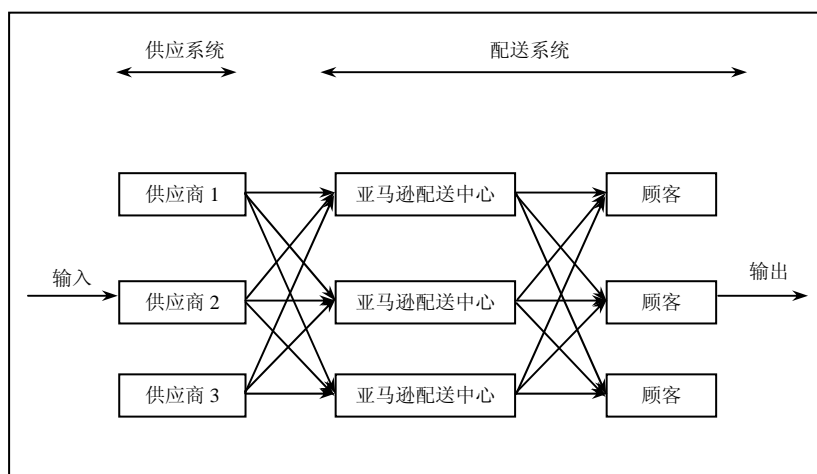 供应系统
配送系统
供应商 1
亚马逊配送中心
顾客
输入
供应商 2
亚马逊配送中心
顾客
输出
供应商 3
亚马逊配送中心
顾客